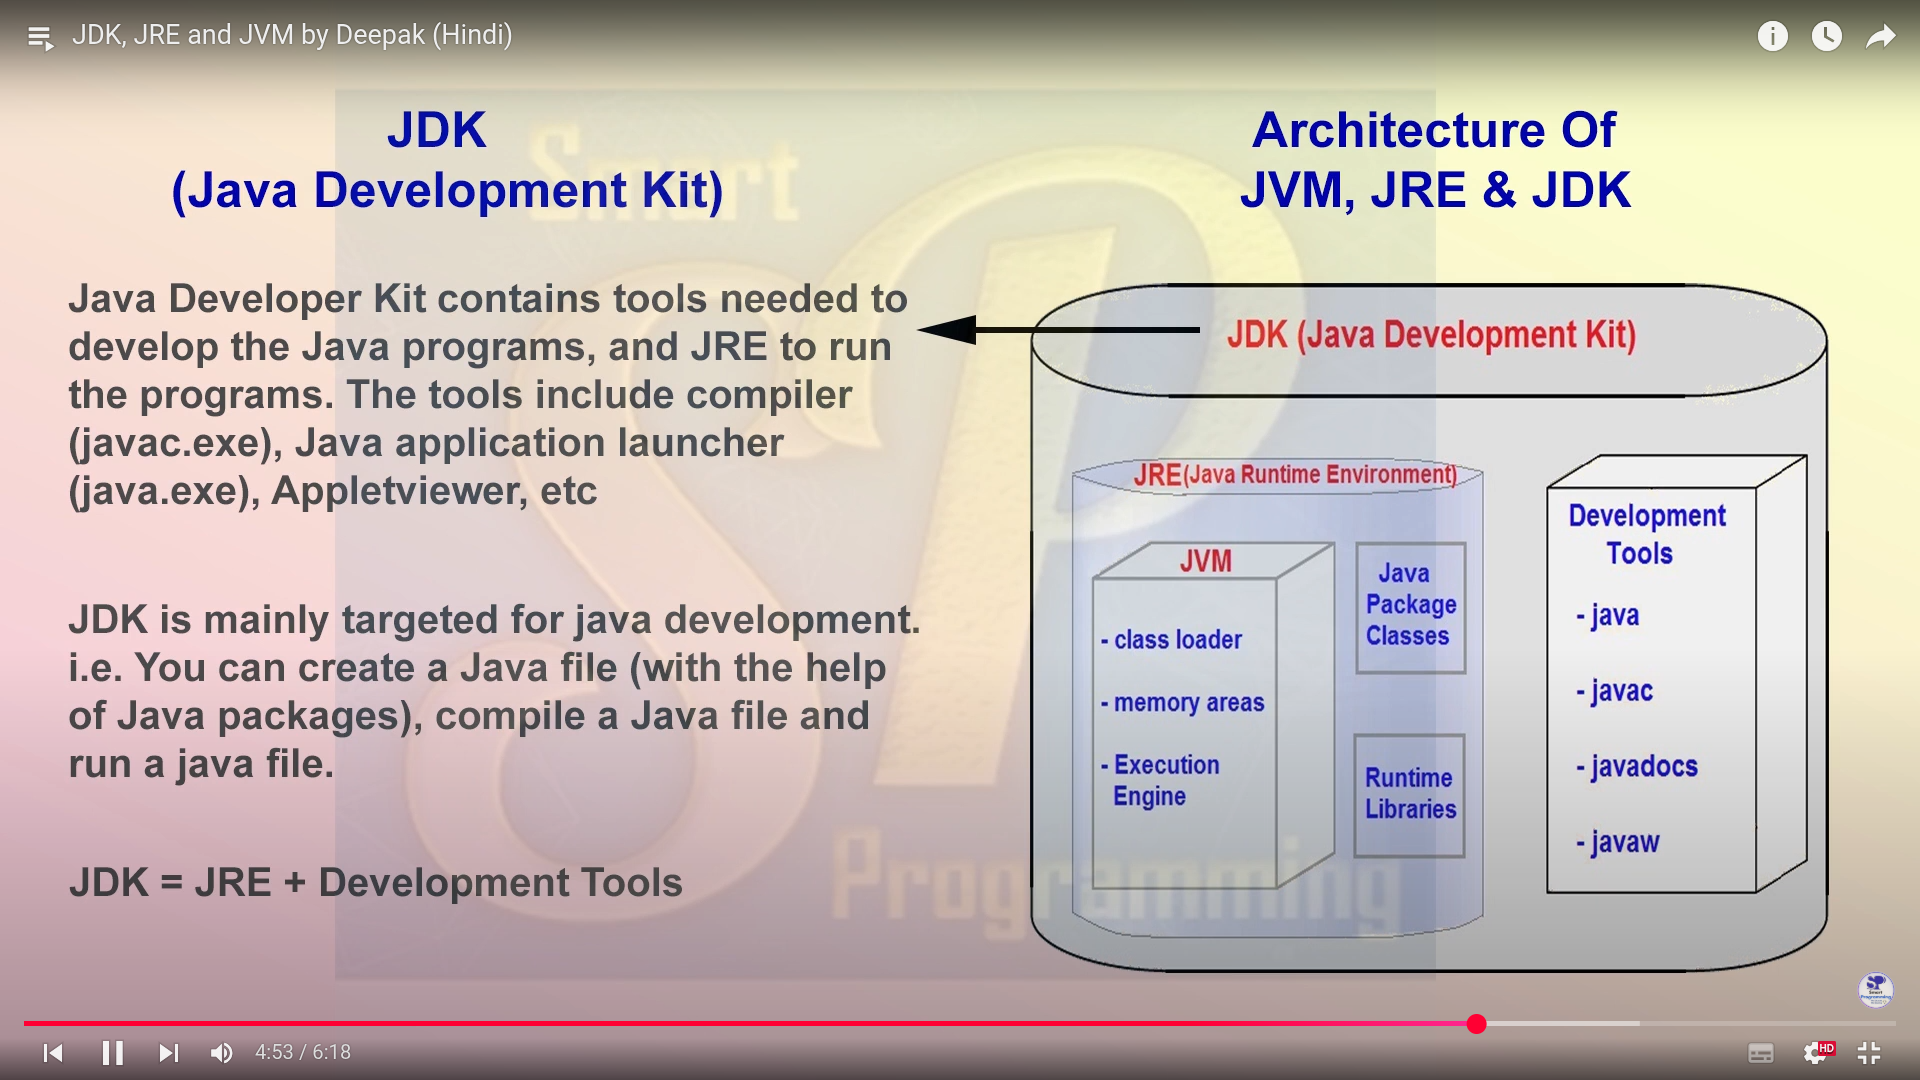 JDK, JRE and JVM by Deepak (Hindi)
JDK
(Java Development Kit)
Java Developer Kit contains tools needed to
develop the Java programs, and JRE to run
the programs. The tools include compiler
(javac.exe), Java application launcher
(java.exe), Appletviewer, etc
JDK is mainly targeted for java development.
i.e. You can create a Java file (with the help
of Java packages), compile a Java file and
run a java file.
JDK = JRE + Development Tools
Architecture Of
JVM, JRE & JDK
JDK (Java Development Kit)
JRE(Java Runtime Environment)
JVM
- class loader
- memory areas
- Execution
Engine
Java
Package
Classes
Runtime
Libraries
Development
Tools
- java
- javac
- javadocs
- javaw
Smart
SP
Programming
SP
Smart
Programming
4:53 / 6:18
HD